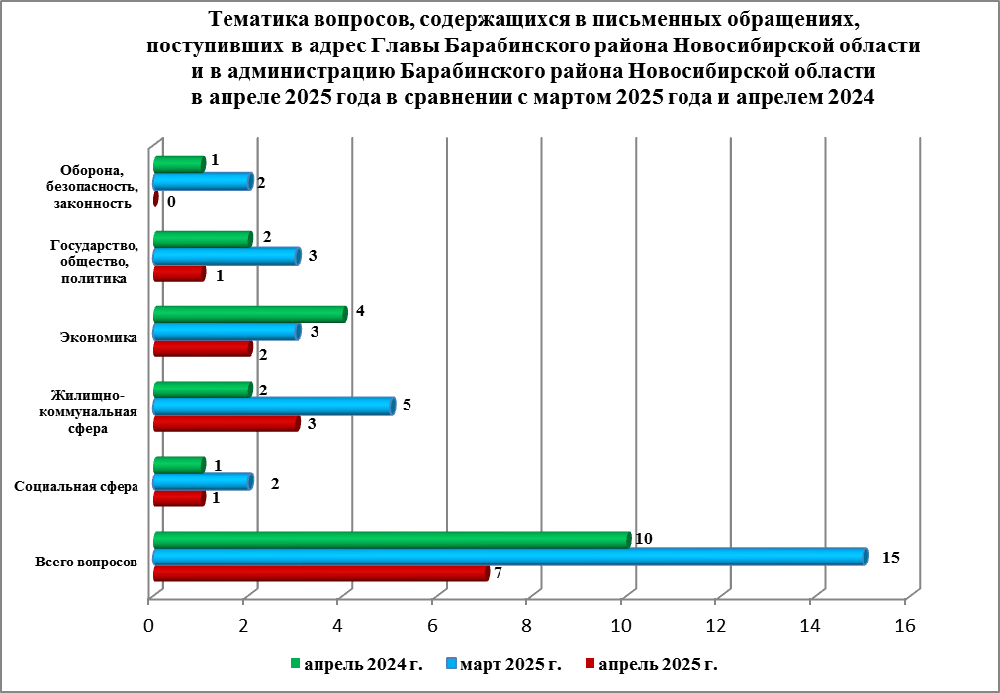 Тематика вопросов, содержащихся в письменных обращениях,
поступивших в адрес Главы Барабинского района Новосибирской области
и в администрацию Барабинского района Новосибирской области
в апреле 2025 года в сравнении с мартом 2025 года и апрелем 2024
Оборона,
безопасность,
законность
1
2
0
Государство,
общество,
политика
2
3
1
Экономика
4
3
2
Жилищно-
коммунальная
сфера
2
5
3
Социальная сфера
1
2
1
Всего вопросов
10
15
7
0 2 4 6 8 10 12 14 16
апрель 2024 г. март 2025 г. апрель 2025 г.